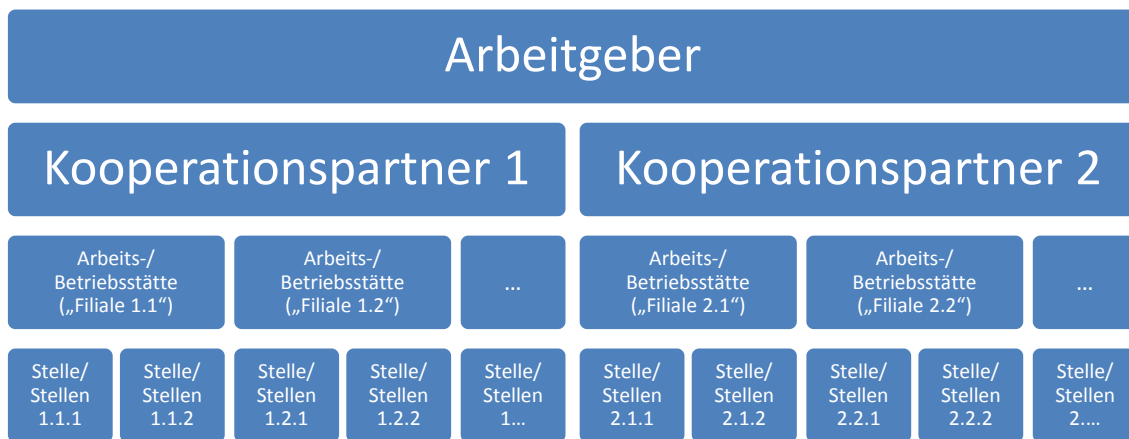 Arbeitgeber
Kooperationspartner 1
Kooperationspartner 2
Arbeits-/
Betriebsstätte
(„Filiale 1.1“)
Arbeits-/
Betriebsstätte
(„Filiale 1.2“)
...
Arbeits-/
Betriebsstätte
(„Filiale 2.1“)
Arbeits-/
Betriebsstätte
(„Filiale 2.2“)
...
Stelle/
Stellen
1.1.1
Stelle/
Stellen
1.1.2
Stelle/
Stellen
1.2.1
Stelle/
Stellen
1.2.2
Stelle/
Stellen
1...
Stelle/
Stellen
2.1.1
Stelle/
Stellen
2.1.2
Stelle/
Stellen
2.2.1
Stelle/
Stellen
2.2.2
Stelle/
Stellen
2....